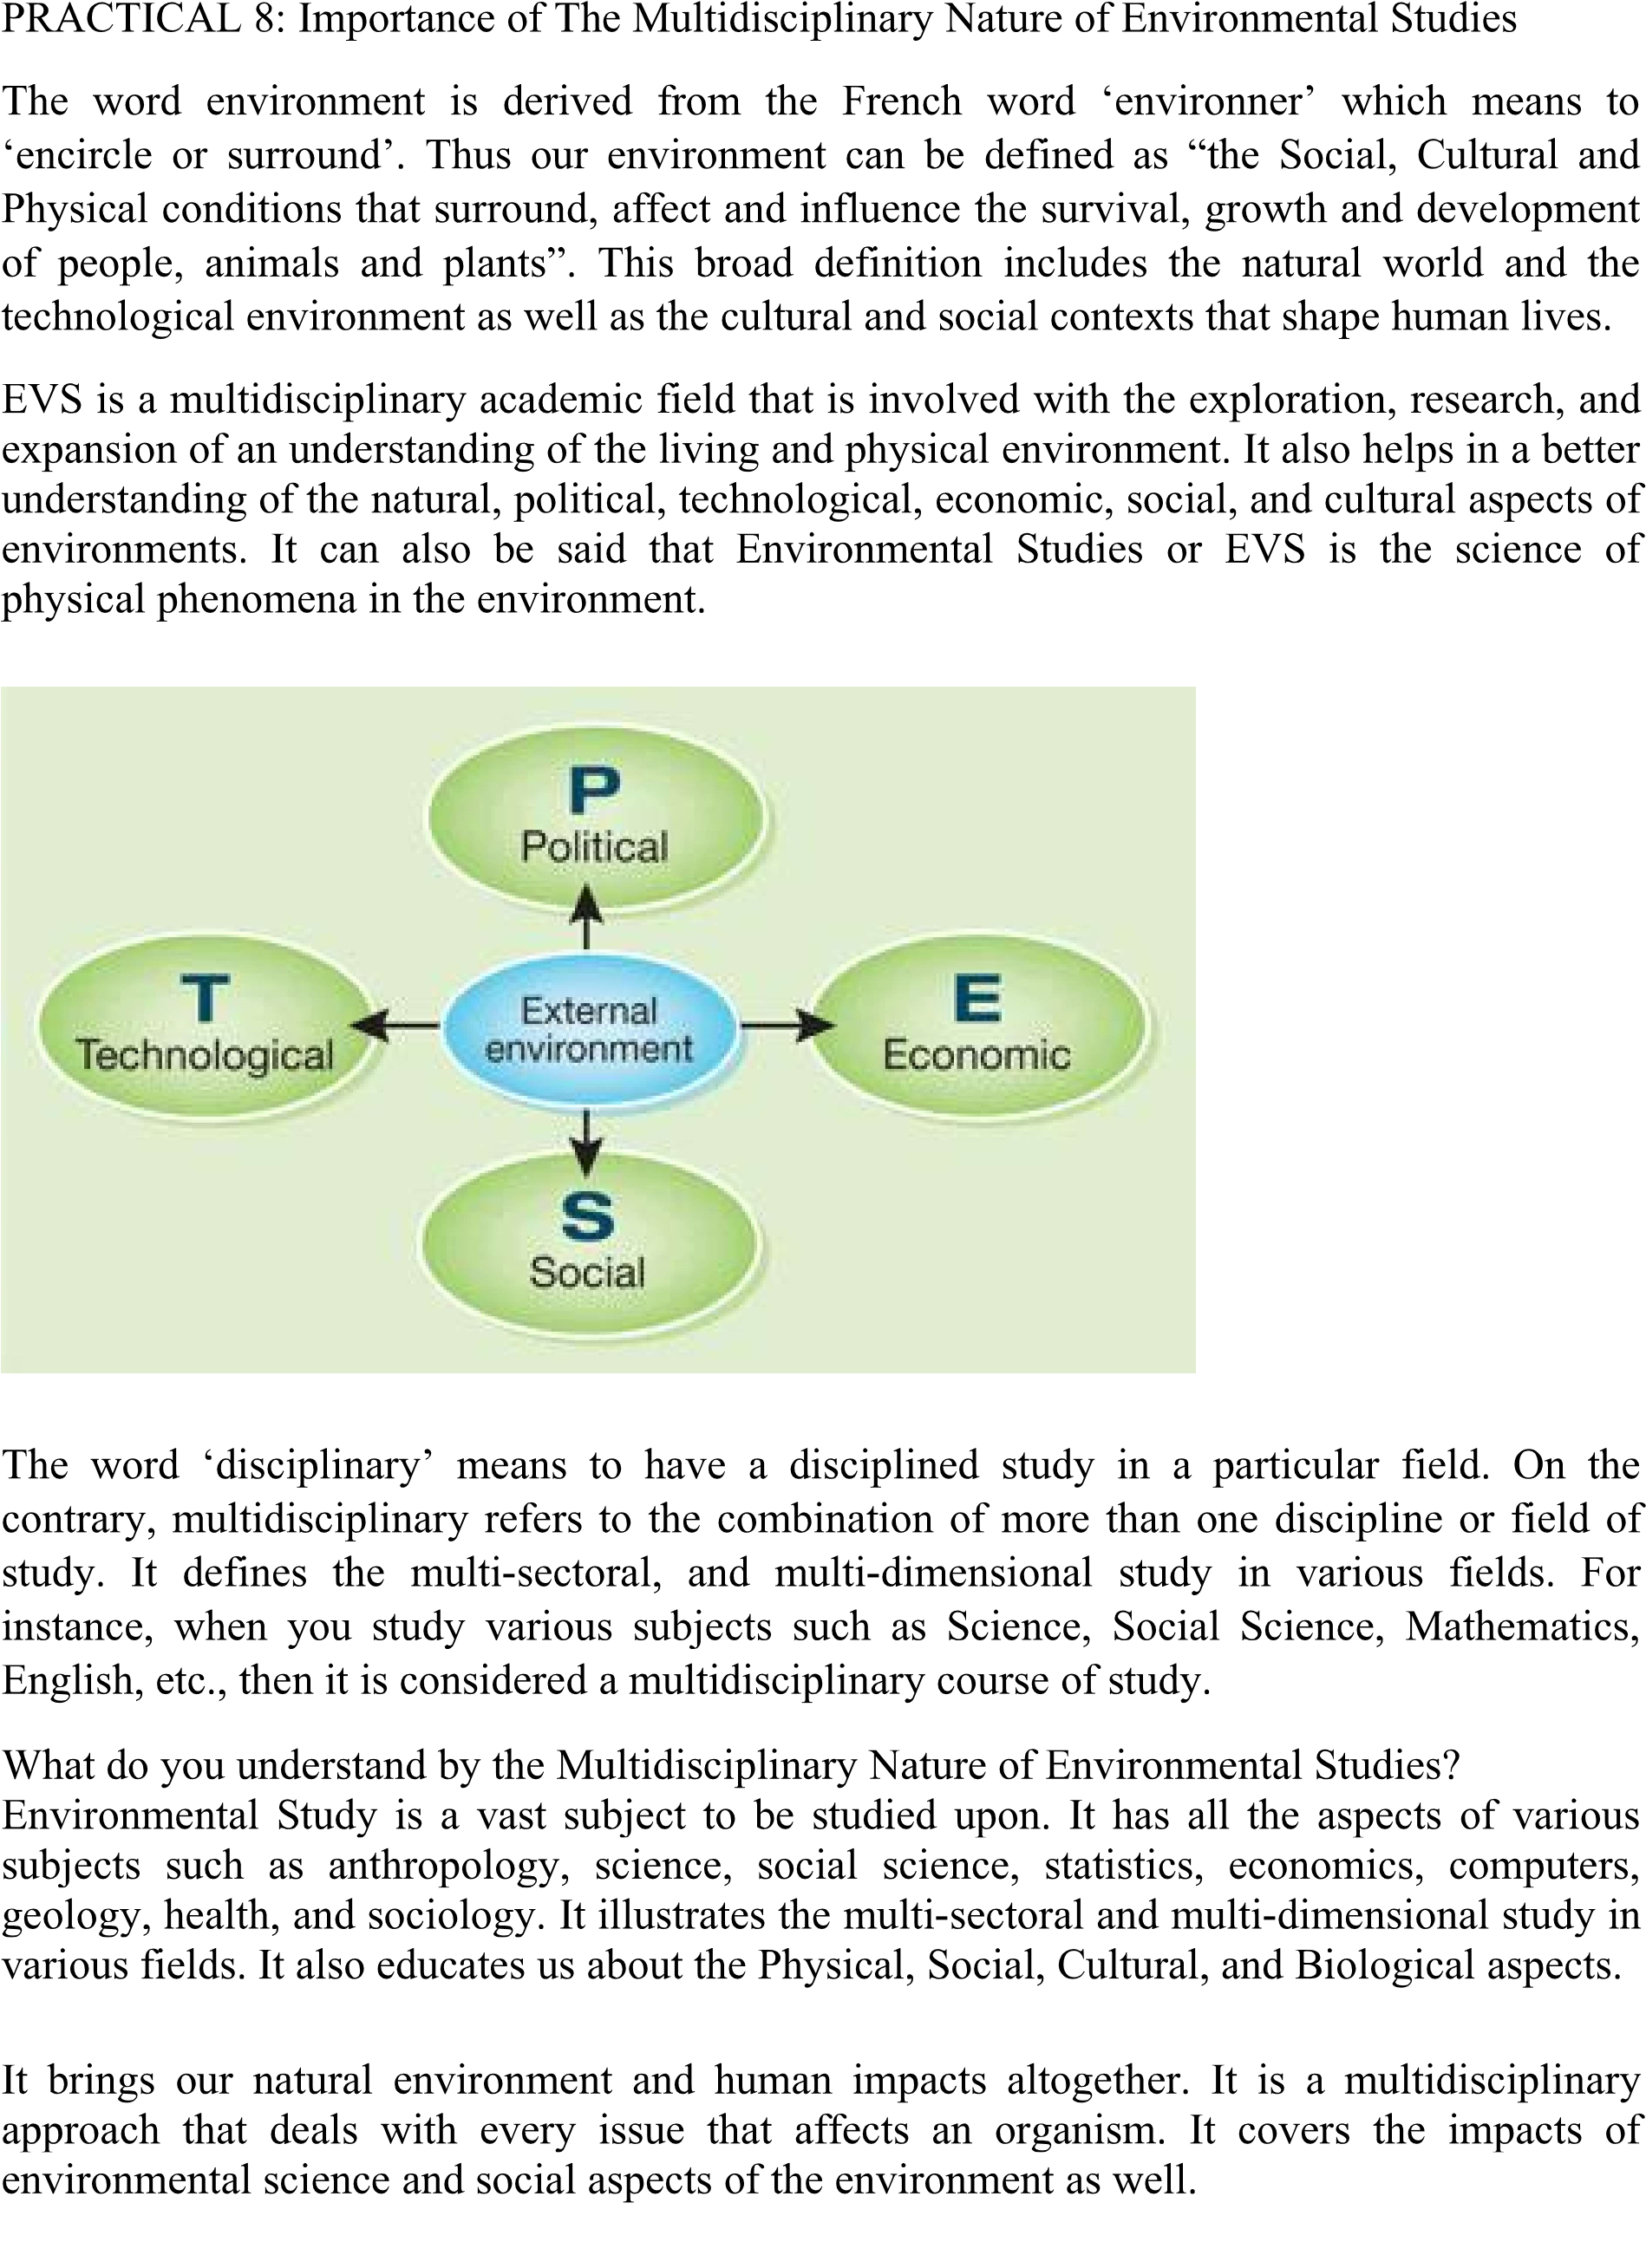 PRACTICAL 8: Importance of The Multidisciplinary Nature of Environmental Studies
The word environment is derived from the French word ‘environner’ which means to
‘encircle or surround’. Thus our environment can be defined as “the Social, Cultural and
Physical conditions that surround, affect and influence the survival, growth and development
of people, animals and plants”. This broad definition includes the natural world and the
technological environment as well as the cultural and social contexts that shape human lives.
EVS is a multidisciplinary academic field that is involved with the exploration, research, and
expansion of an understanding of the living and physical environment. It also helps in a better
understanding of the natural, political, technological, economic, social, and cultural aspects of
environments. It can also be said that Environmental Studies or EVS is the science of
physical phenomena in the environment.
P
Political
T
Technological
External
environment
E
Economic
S
Social
The word ‘disciplinary’ means to have a disciplined study in a particular field. On the
contrary, multidisciplinary refers to the combination of more than one discipline or field of
study. It defines the multi-sectoral, and multi-dimensional study in various fields. For
instance, when you study various subjects such as Science, Social Science, Mathematics,
English, etc., then it is considered a multidisciplinary course of study.
What do you understand by the Multidisciplinary Nature of Environmental Studies?
Environmental Study is a vast subject to be studied upon. It has all the aspects of various
subjects such as anthropology, science, social science, statistics, economics, computers,
geology, health, and sociology. It illustrates the multi-sectoral and multi-dimensional study in
various fields. It also educates us about the Physical, Social, Cultural, and Biological aspects.
It brings our natural environment and human impacts altogether. It is a multidisciplinary
approach that deals with every issue that affects an organism. It covers the impacts of
environmental science and social aspects of the environment as well.